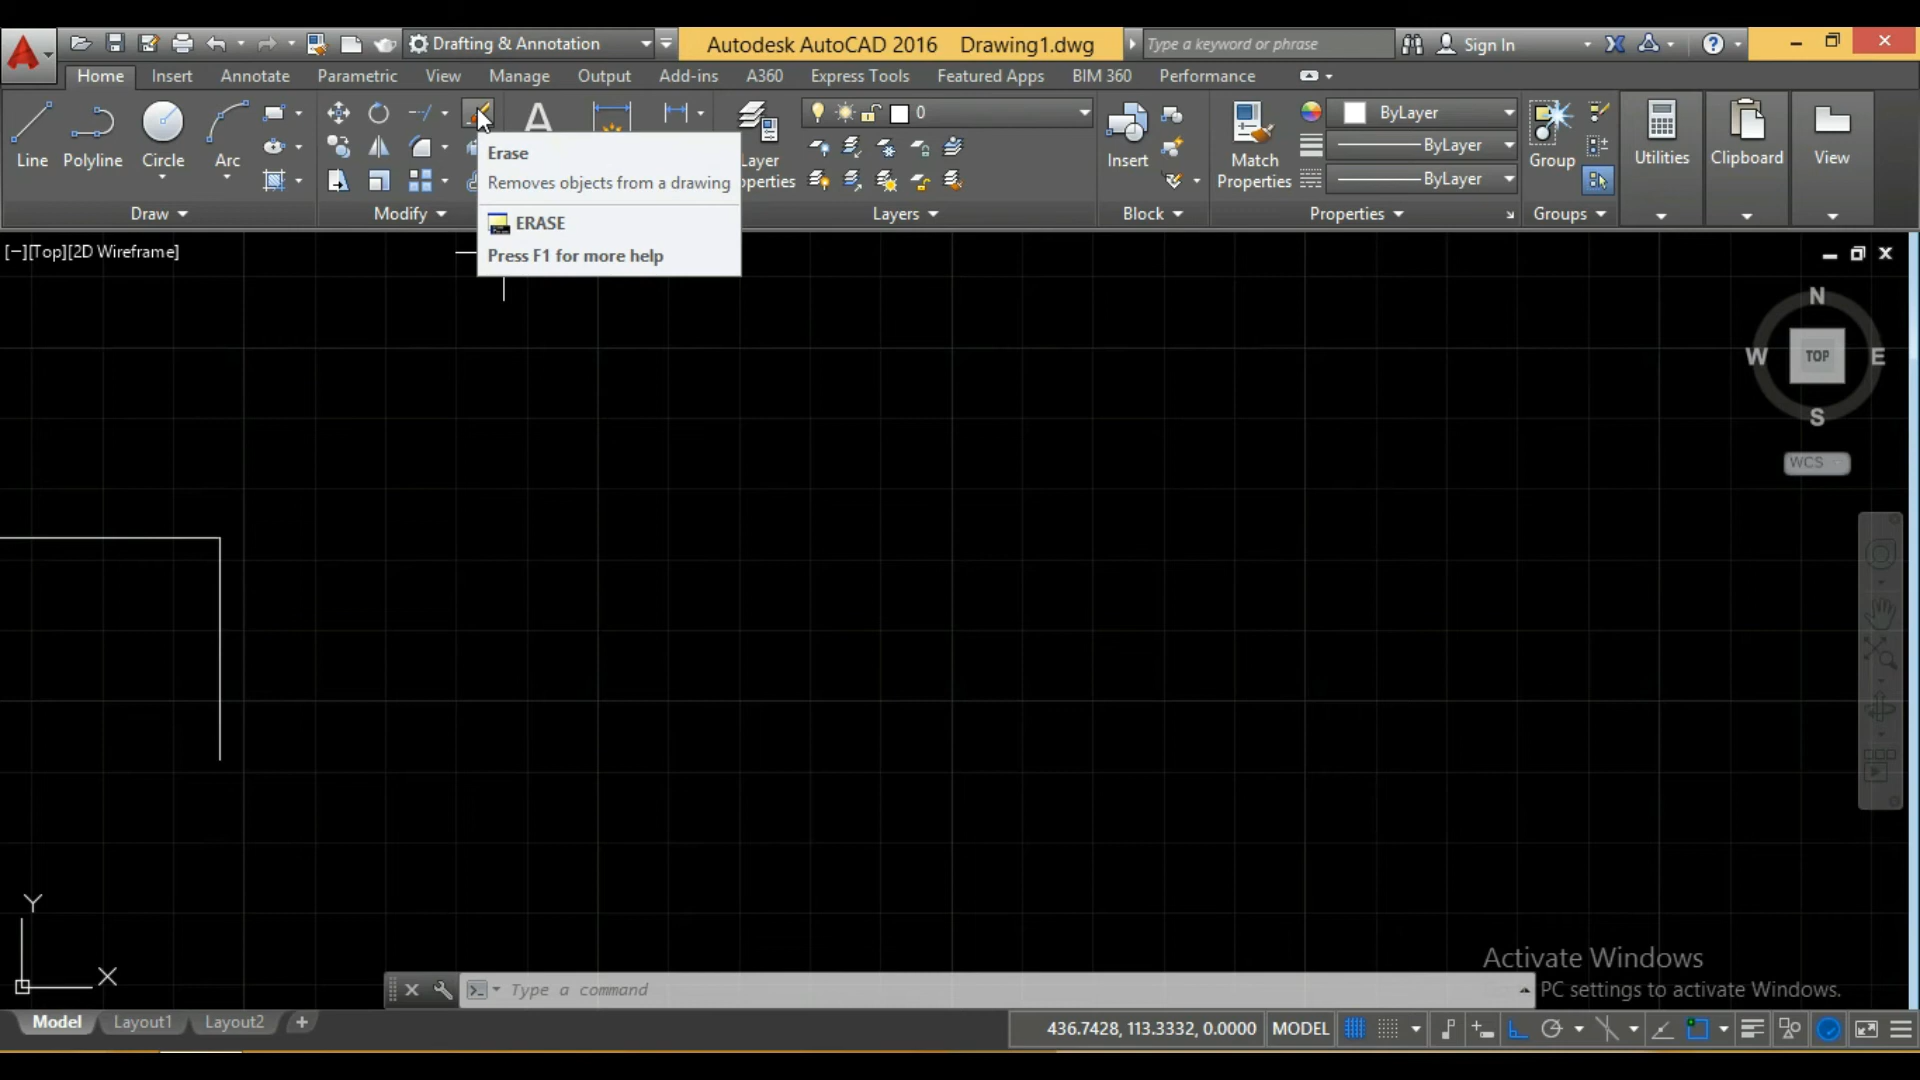 Drafting & Annotation
Autodesk AutoCAD 2016 Drawing1.dwg
Type a keyword or phrase
Sign In
Home Insert Annotate Parametric View Manage Output Add-ins A360 Express Tools Featured Apps BIM 360 Performance
0
ByLayer
ByLayer
ByLayer
Line Polyline Circle Arc
Layer
Insert
Match
Properties
Group Utilities Clipboard View
Draw Modify Layers Block Properties Groups
Erase
Removes objects from a drawing
ERASE
Press F1 for more help
[−][Top][2D Wireframe]
N
W TOP E
S
WCS
Y
X
Type a command
Activate Windows
PC settings to activate Windows.
Model Layout1 Layout2 +
436.7428, 113.3332, 0.0000 MODEL